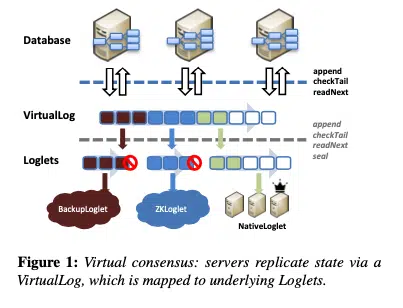 Database
append
checkTail
readNext
VirtualLog
append
checkTail
readNext
seal
Loglets
BackupLoglet
ZKLoglet
NativeLoglet
Figure 1: Virtual consensus: servers replicate state via a
VirtualLog, which is mapped to underlying Loglets.